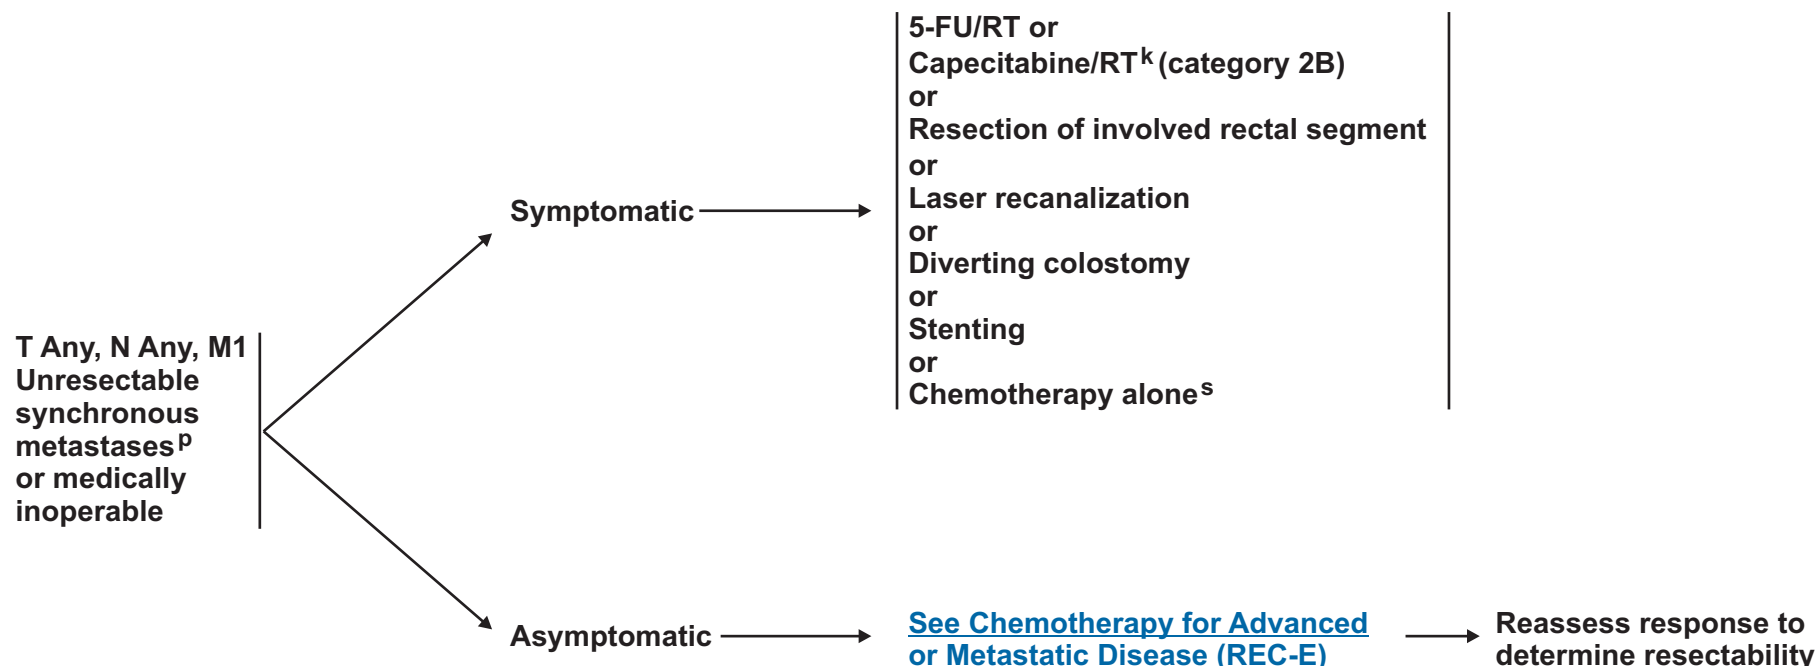 5-FU/RT or
Capecitabine/RTᵏ (category 2B)
or
Resection of involved rectal segment
or
Laser recanalization
or
Diverting colostomy
or
Stenting
or
Chemotherapy aloneˢ
Symptomatic
T Any, N Any, M1
Unresectable
synchronous
metastasesᵖ
or medically
inoperable
Asymptomatic
See Chemotherapy for Advanced
or Metastatic Disease (REC-E)
Reassess response to
determine resectability